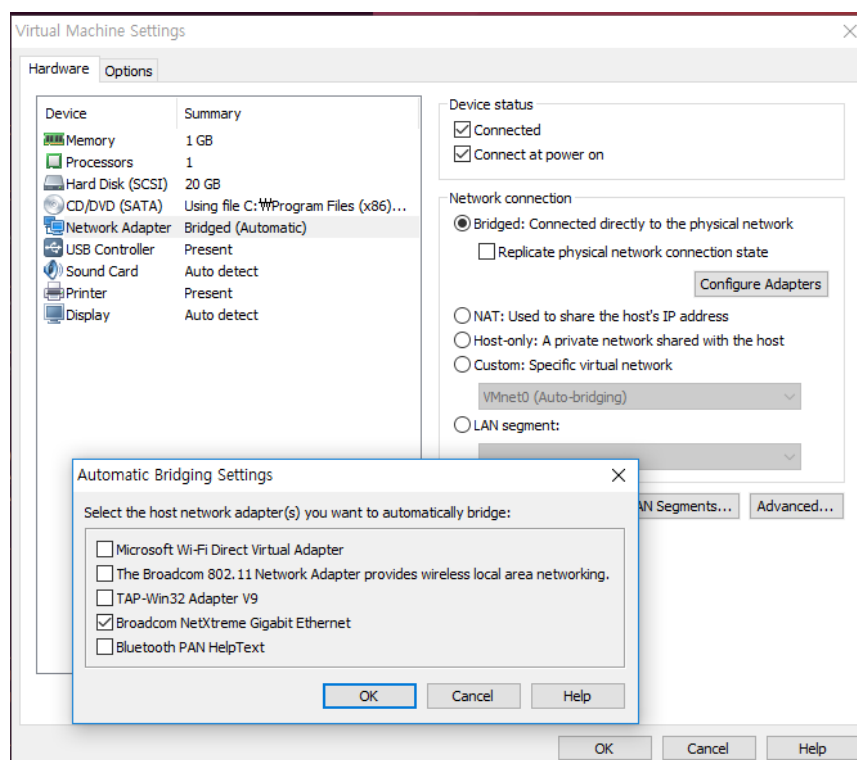 Virtual Machine Settings
Hardware Options
Device Summary
Memory 1 GB
Processors 1
Hard Disk (SCSI) 20 GB
CD/DVD (SATA) Using file C:₩Program Files (x86)...
Network Adapter Bridged (Automatic)
USB Controller Present
Sound Card Auto detect
Printer Present
Display Auto detect
Device status
Connected
Connect at power on
Network connection
Bridged: Connected directly to the physical network
Replicate physical network connection state
Configure Adapters
NAT: Used to share the host's IP address
Host-only: A private network shared with the host
Custom: Specific virtual network
VMnet0 (Auto-bridging)
LAN segment:
Segments... Advanced...
Automatic Bridging Settings
Select the host network adapter(s) you want to automatically bridge:
Microsoft Wi-Fi Direct Virtual Adapter
The Broadcom 802.11 Network Adapter provides wireless local area networking.
TAP-Win32 Adapter V9
Broadcom NetXtreme Gigabit Ethernet
Bluetooth PAN HelpText
OK Cancel Help
OK Cancel Help